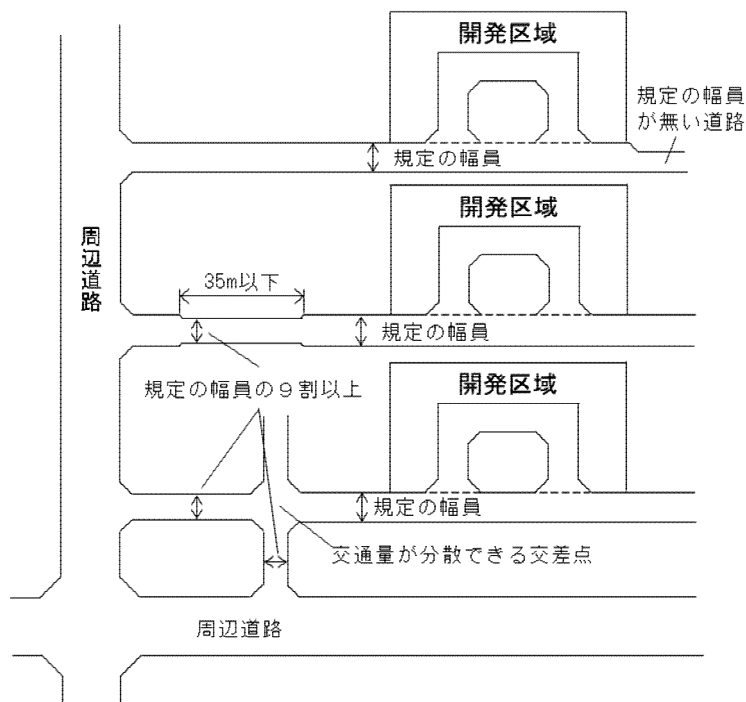 開発区域
規定の幅員
が無い道路
規定の幅員
開発区域
周辺道路
35m以下
規定の幅員
規定の幅員の9割以上
開発区域
規定の幅員
交通量が分散できる交差点
周辺道路